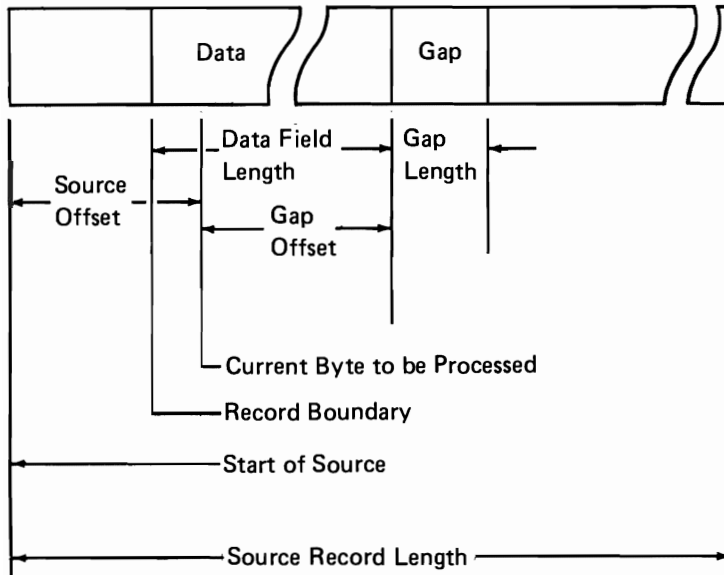 Data
Gap
Data Field
Length
Gap
Length
Source
Offset
Gap
Offset
Current Byte to be Processed
Record Boundary
Start of Source
Source Record Length